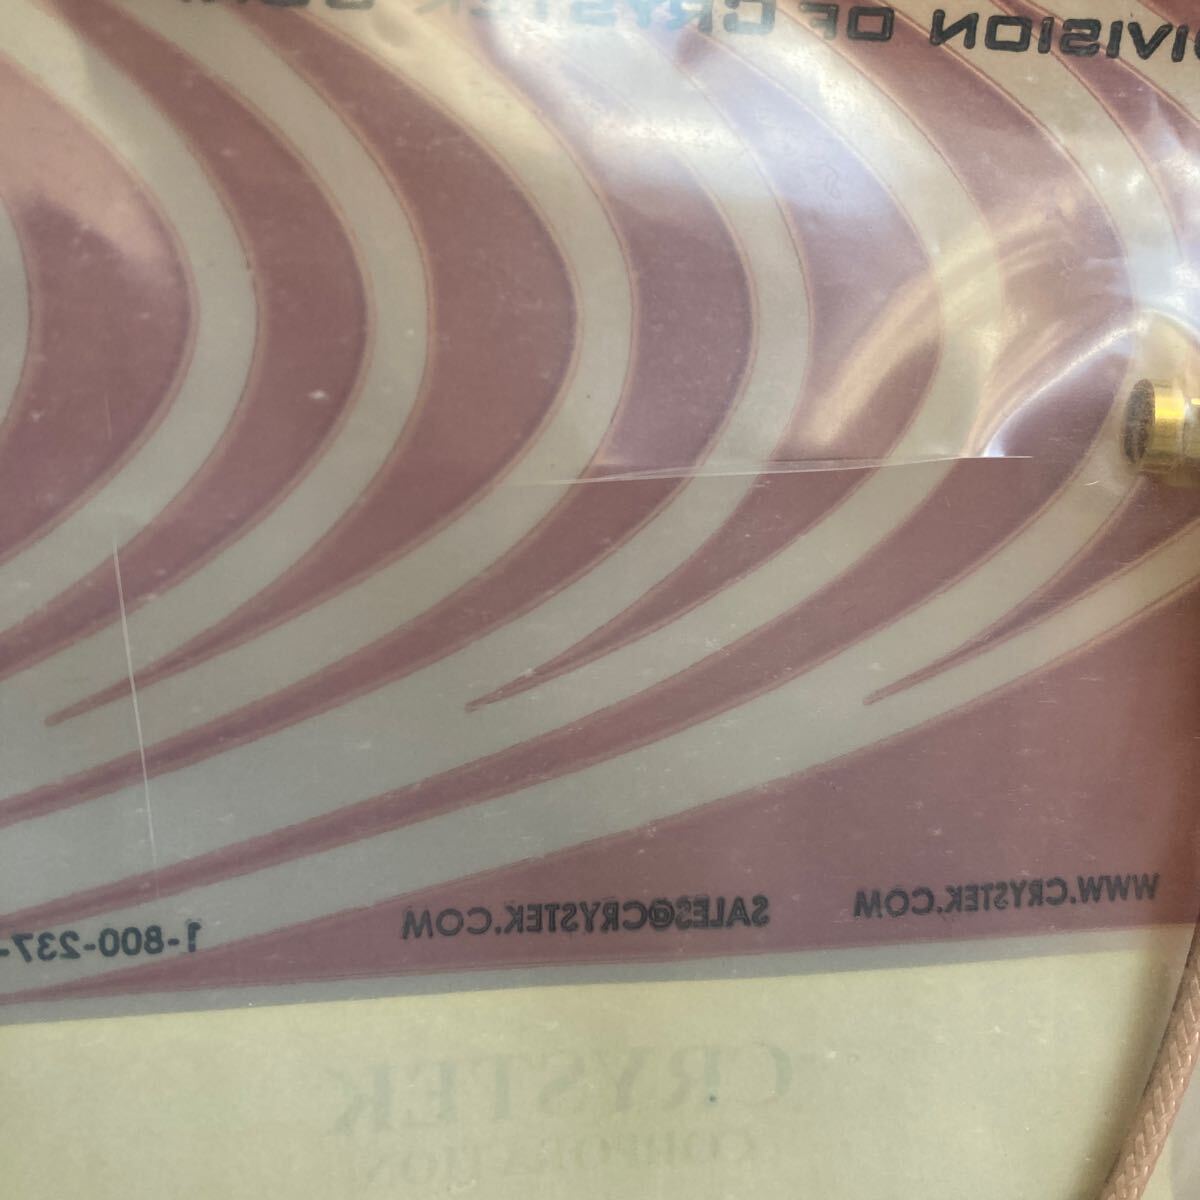 DIVISION OF CRYSTEK
WWW.CRYSTEK.COM SALES@CRYSTEK.COM 1-800-237-
CRYSTEK
CORPORATION